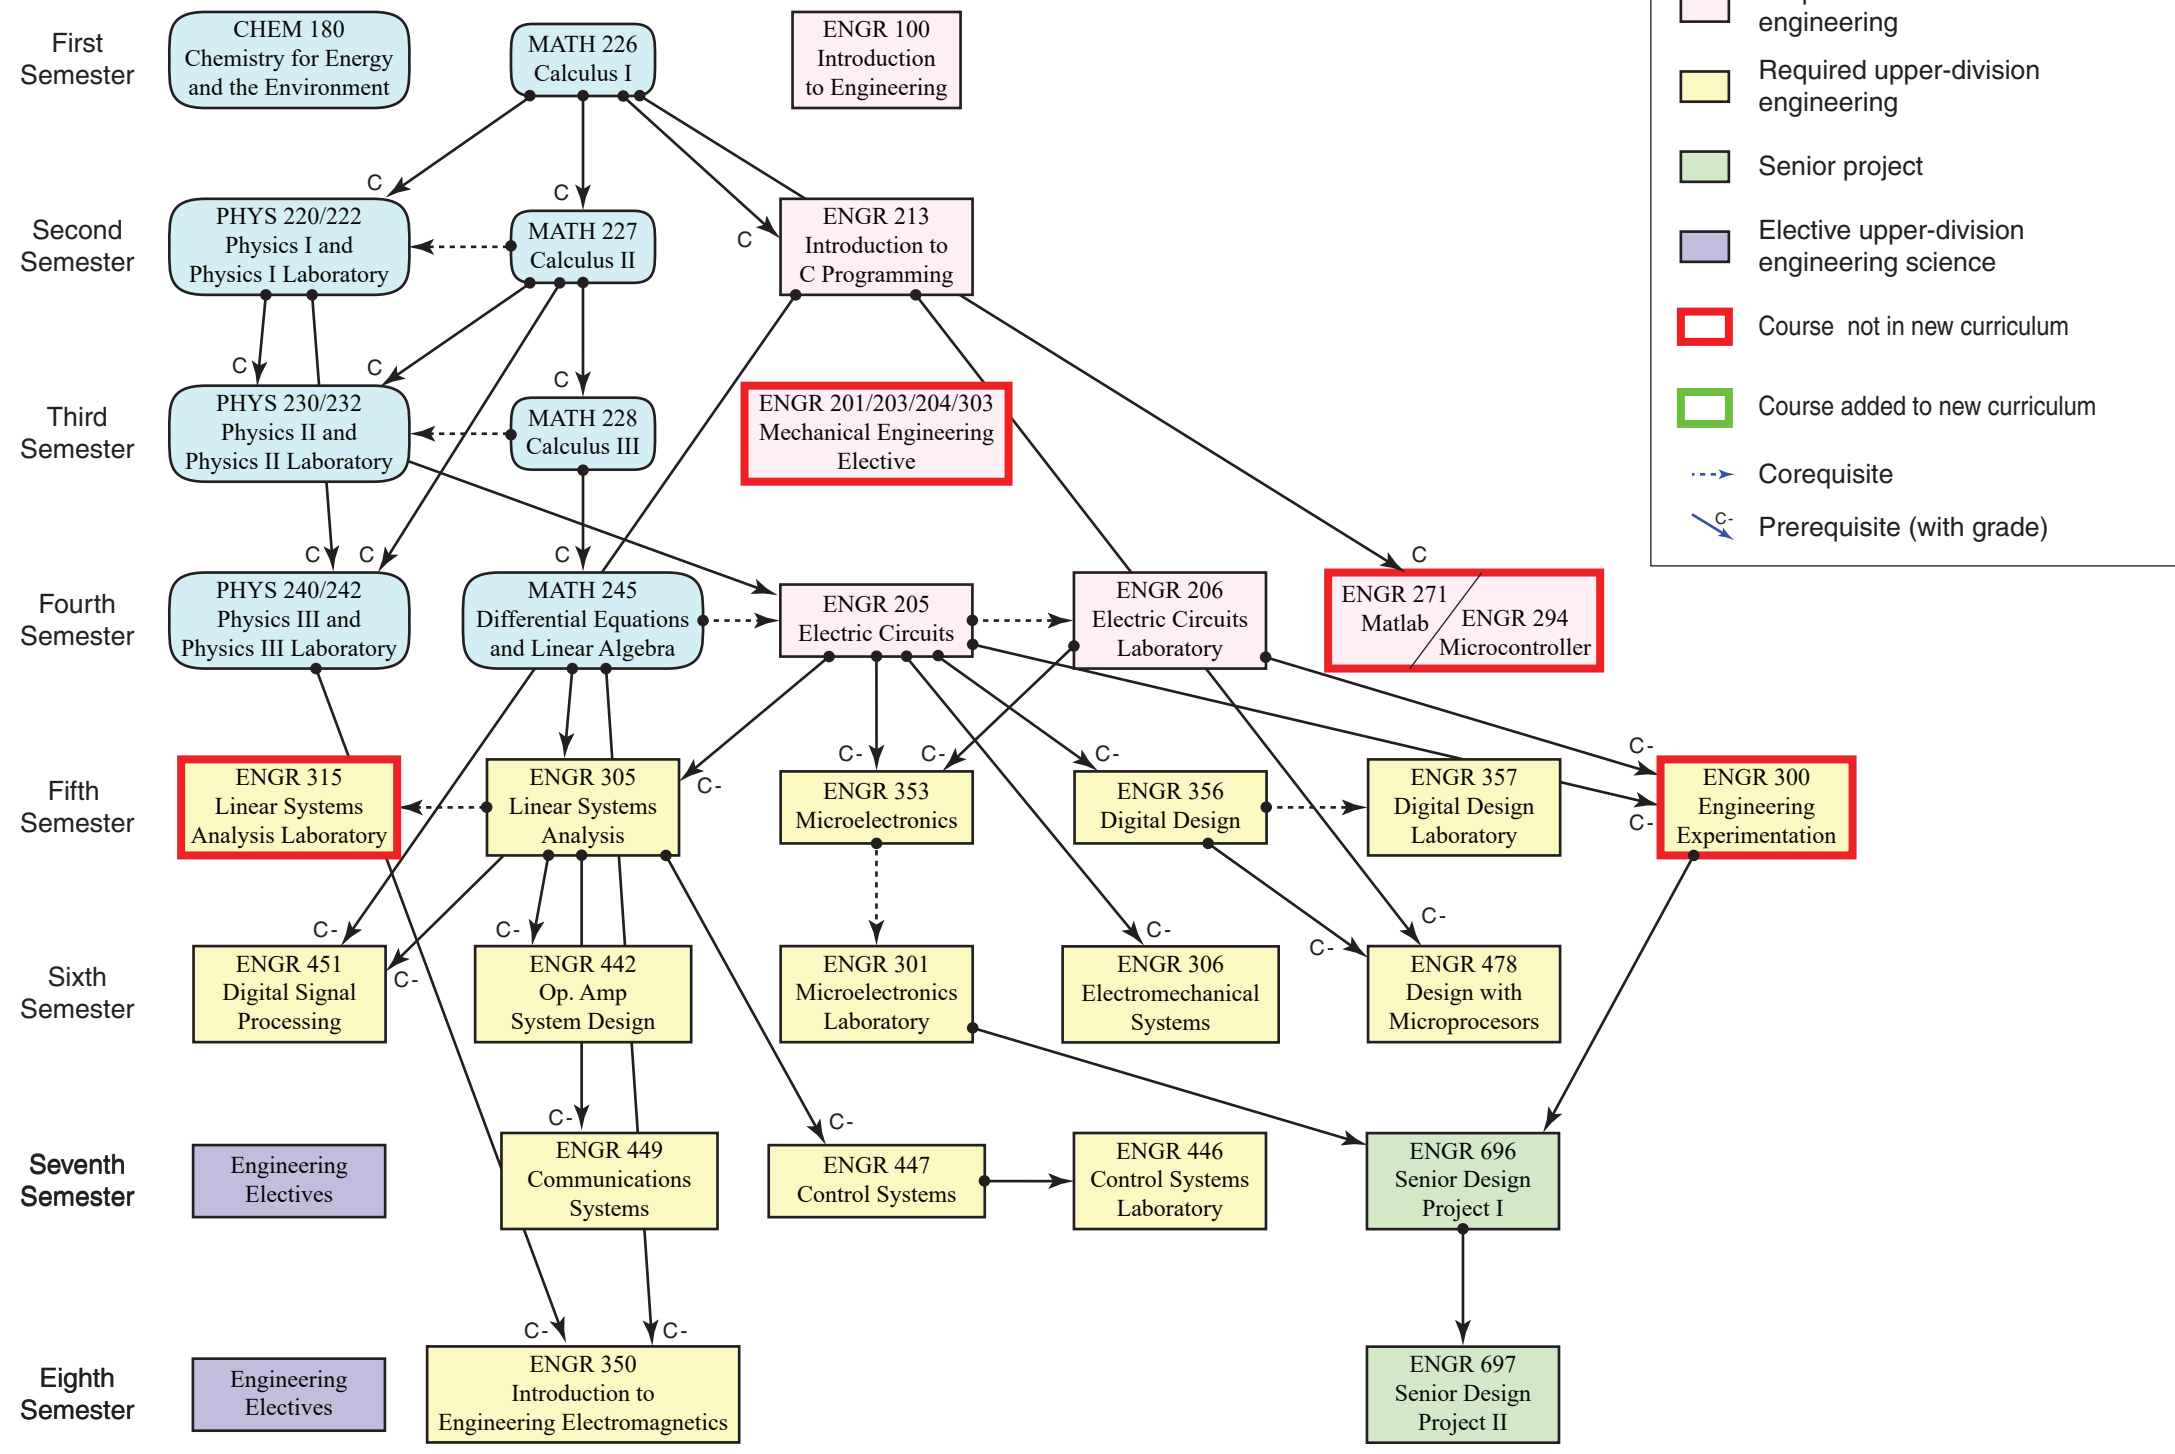 First
Semester
CHEM 180
Chemistry for Energy
and the Environment
MATH 226
Calculus I
ENGR 100
Introduction
to Engineering
engineering
Required upper-division
engineering
Senior project
Elective upper-division
engineering science
Course not in new curriculum
Course added to new curriculum
Corequisite
C-
Prerequisite (with grade)
C
C
C
Second
Semester
PHYS 220/222
Physics I and
Physics I Laboratory
MATH 227
Calculus II
ENGR 213
Introduction to
C Programming
C
C
C
Third
Semester
PHYS 230/232
Physics II and
Physics II Laboratory
MATH 228
Calculus III
ENGR 201/203/204/303
Mechanical Engineering
Elective
C
C
C
C
Fourth
Semester
PHYS 240/242
Physics III and
Physics III Laboratory
MATH 245
Differential Equations
and Linear Algebra
ENGR 205
Electric Circuits
ENGR 206
Electric Circuits
Laboratory
ENGR 271
Matlab
ENGR 294
Microcontroller
C-
C-
C-
C-
C-
C-
Fifth
Semester
ENGR 315
Linear Systems
Analysis Laboratory
ENGR 305
Linear Systems
Analysis
ENGR 353
Microelectronics
ENGR 356
Digital Design
ENGR 357
Digital Design
Laboratory
ENGR 300
Engineering
Experimentation
C-
C-
C-
C-
C-
C-
Sixth
Semester
ENGR 451
Digital Signal
Processing
ENGR 442
Op. Amp
System Design
ENGR 301
Microelectronics
Laboratory
ENGR 306
Electromechanical
Systems
ENGR 478
Design with
Microprocesors
C-
C-
Seventh
Semester
Engineering
Electives
ENGR 449
Communications
Systems
ENGR 447
Control Systems
ENGR 446
Control Systems
Laboratory
ENGR 696
Senior Design
Project I
C-
C-
Eighth
Semester
Engineering
Electives
ENGR 350
Introduction to
Engineering Electromagnetics
ENGR 697
Senior Design
Project II